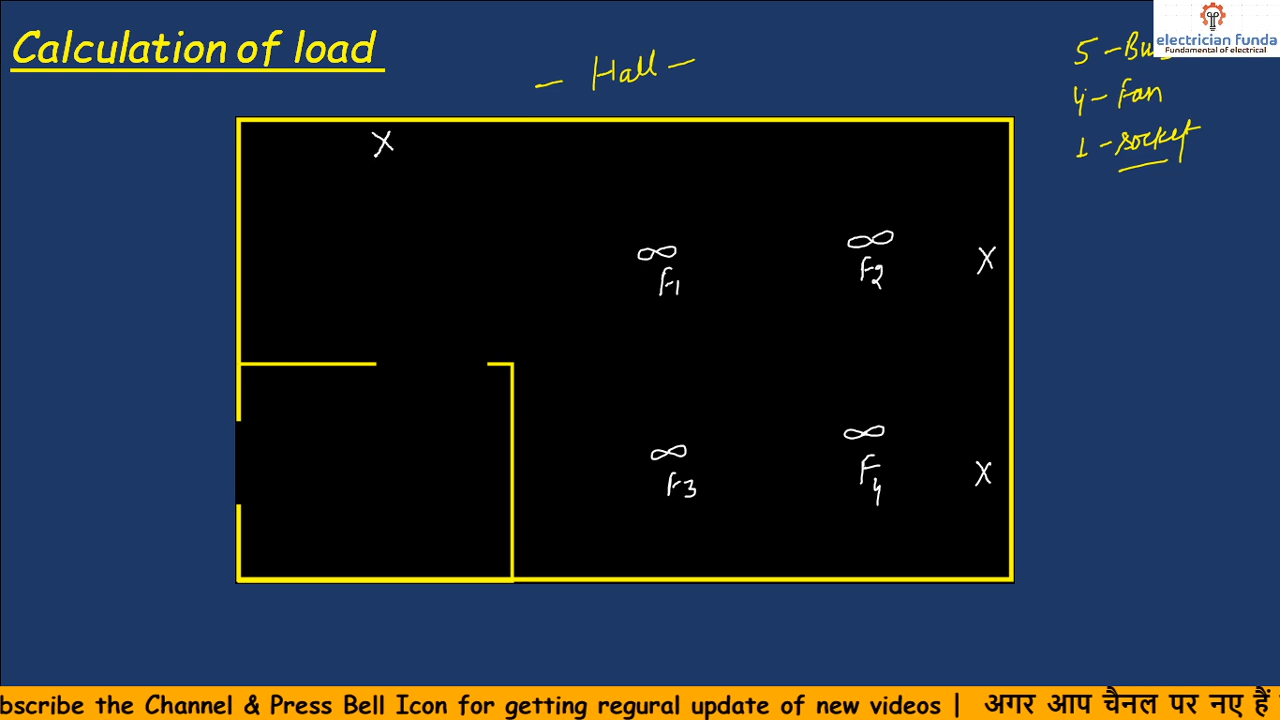 Calculation of load
- Hall -
electrician funda
Fundamental of electrical
5 - Bu
4 - Fan
1 - socket
X
F1
F2
X
F3
F4
X
bscribe the Channel & Press Bell Icon for getting regural update of new videos | अगर आप चैनल पर नए हैं